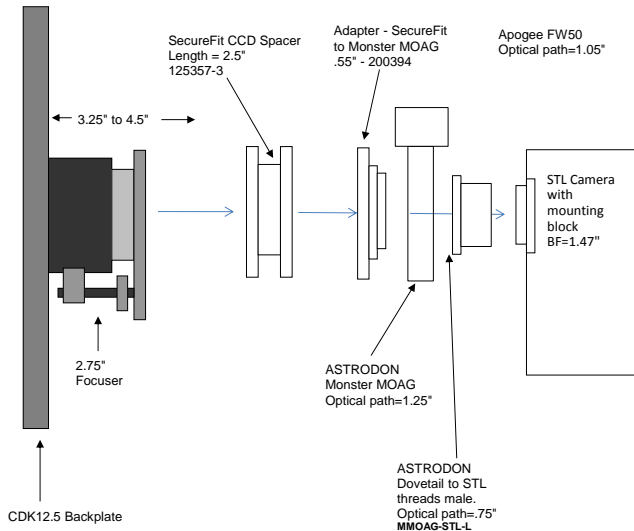 SecureFit CCD Spacer
Length = 2.5"
125357-3
Adapter - SecureFit
to Monster MOAG
.55" - 200394
Apogee FW50
Optical path=1.05"
3.25" to 4.5"
STL Camera
with
mounting
block
BF=1.47"
2.75"
Focuser
ASTRODON
Monster MOAG
Optical path=1.25"
ASTRODON
Dovetail to STL
threads male.
Optical path=.75"
MMOAG-STL-L
CDK12.5 Backplate